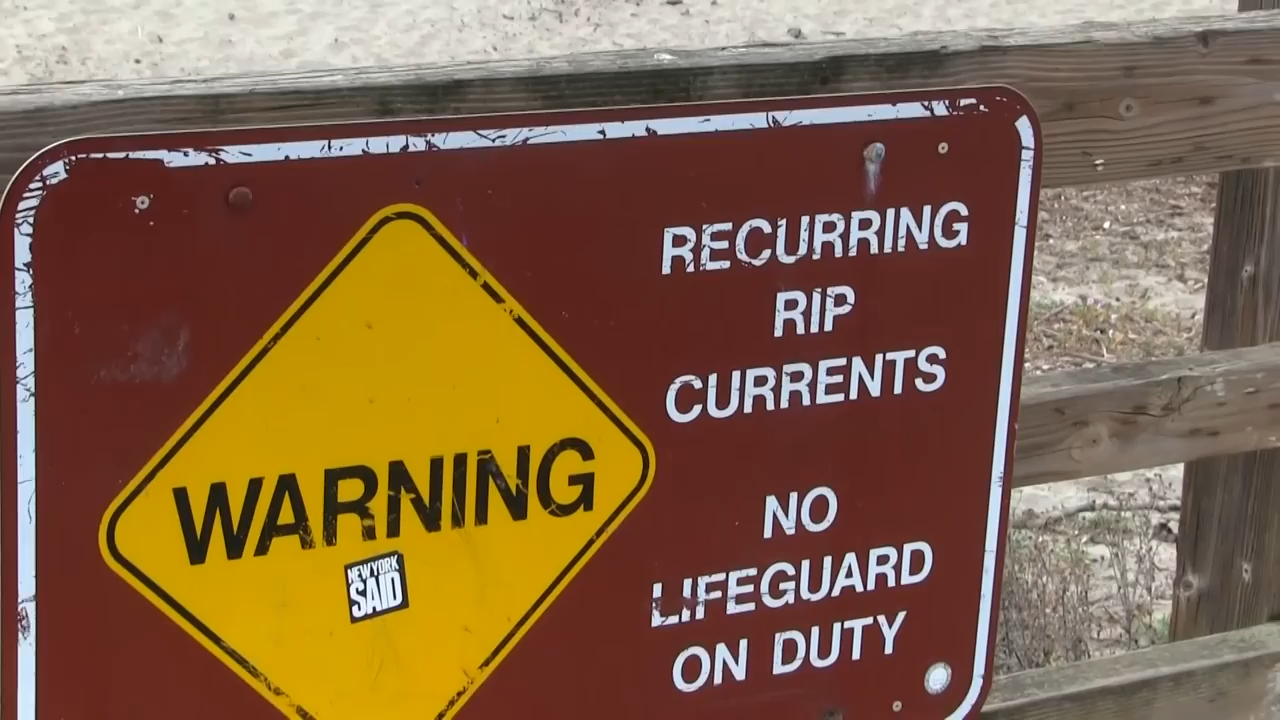 WARNING
NEW YORK
SAID
RECURRING
RIP
CURRENTS
NO
LIFEGUARD
ON DUTY